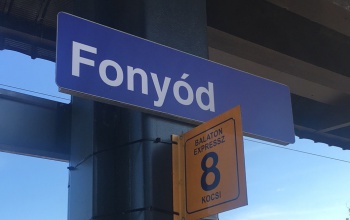 Fonyód
BALATON
EXPRESSZ
8
KOCSI